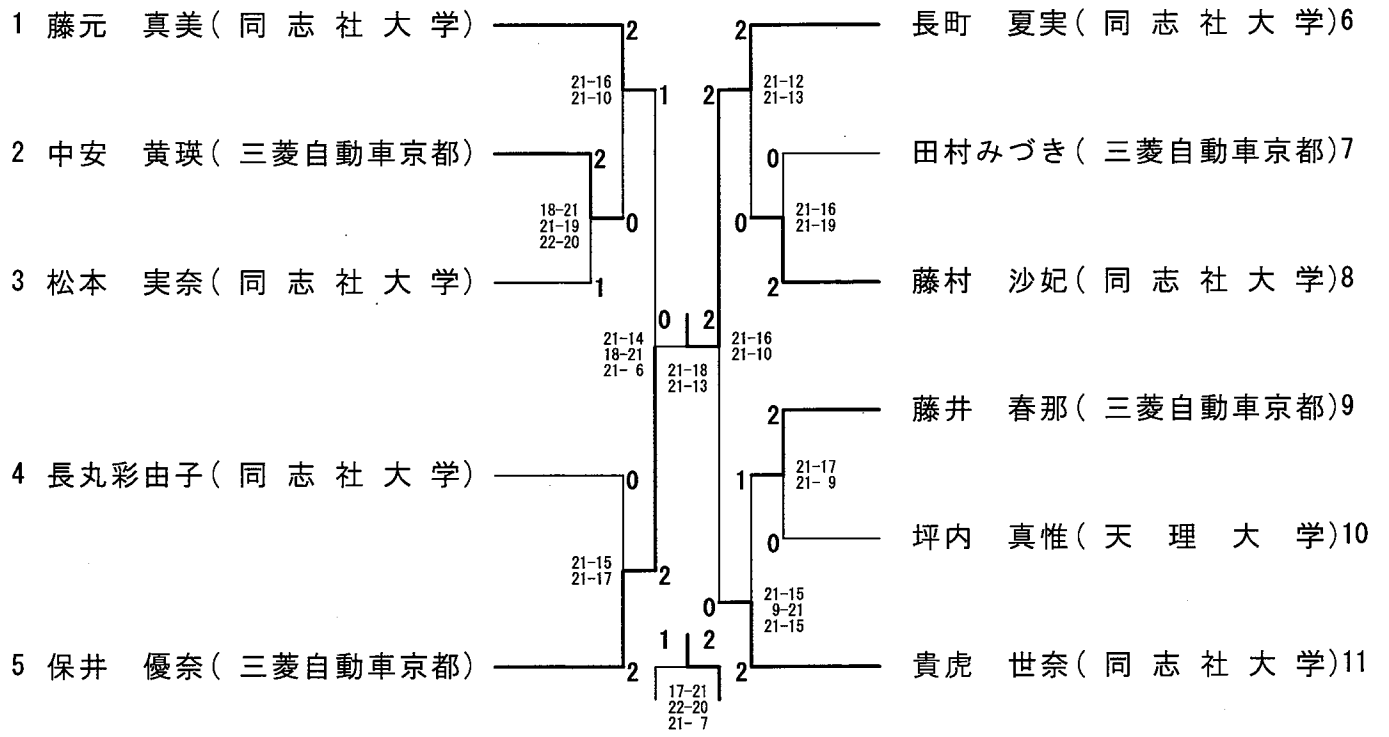 1 藤元 真美(同志社大学) 2 2 長町 夏実(同志社大学)6
21-16 21-12
21-10 1 2 21-13
2 中安 黄瑛(三菱自動車京都) 2 0 田村みづき(三菱自動車京都)7
18-21 21-16
21-19 0 0 21-19
22-20
3 松本 実奈(同志社大学) 1 2 藤村 沙妃(同志社大学)8
0 2
21-14 21-16
18-21 21-10
21- 6 21-18
21-13
2 藤井 春那(三菱自動車京都)9
4 長丸彩由子(同志社大学) 0 1 21-17
21- 9
0 坪内 真惟(天理大学)10
21-15 2
21-17
0 21-15
9-21
21-15
1 2
5 保井 優奈(三菱自動車京都) 2 2 貴虎 世奈(同志社大学)11
17-21
22-20
21- 7